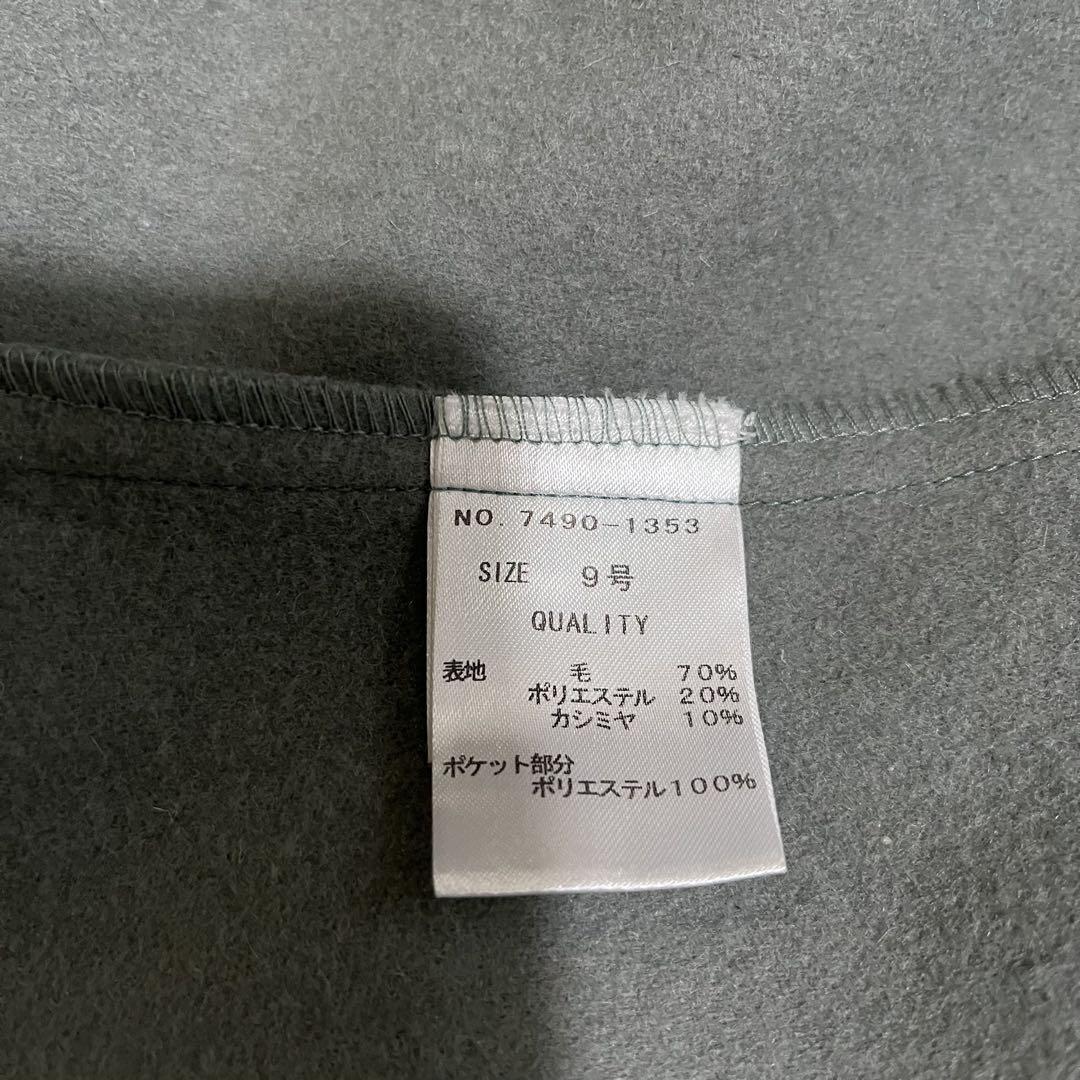 NO. 7490-1353
SIZE 9号
QUALITY
表地 毛 70%
ポリエステル 20%
カシミヤ 10%
ポケット部分
ポリエステル100%